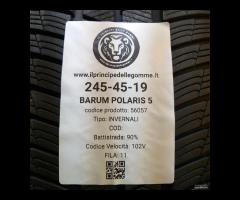 www.ilprincipedellegomme.it
245-45-19
BARUM POLARIS 5
codice prodotto: 56057
Tipo: INVERNALI
COD:
Battistrada: 90%
Codice Velocità: 102V
FILA: 11